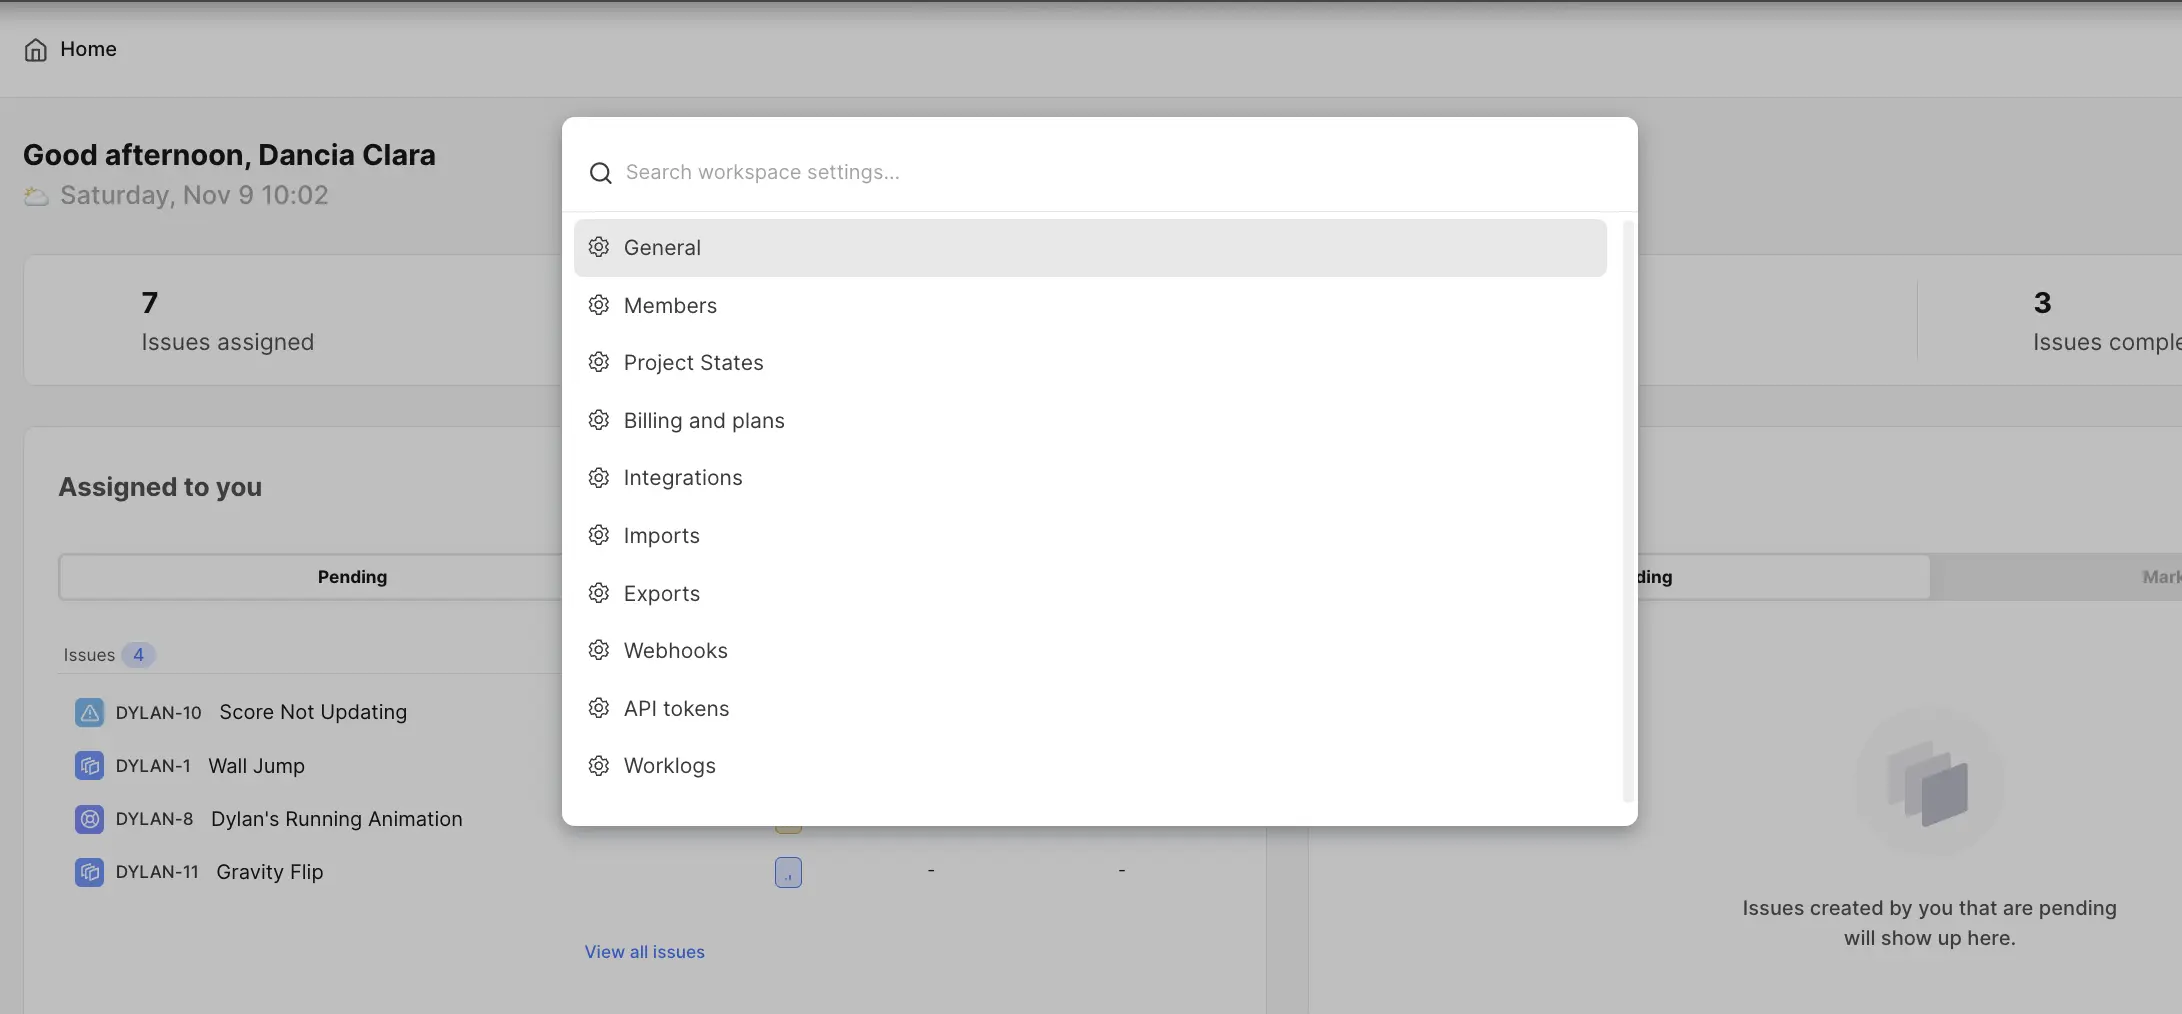 Home
Good afternoon, Dancia Clara
Saturday, Nov 9 10:02
Search workspace settings...
General
Members
Project States
Billing and plans
Integrations
Imports
Exports
Webhooks
API tokens
Worklogs
7
Issues assigned
3
Issues comple
Assigned to you
Pending
ding
Mark
Issues 4
DYLAN-10 Score Not Updating
DYLAN-1 Wall Jump
DYLAN-8 Dylan's Running Animation
DYLAN-11 Gravity Flip - -
View all issues
Issues created by you that are pending
will show up here.